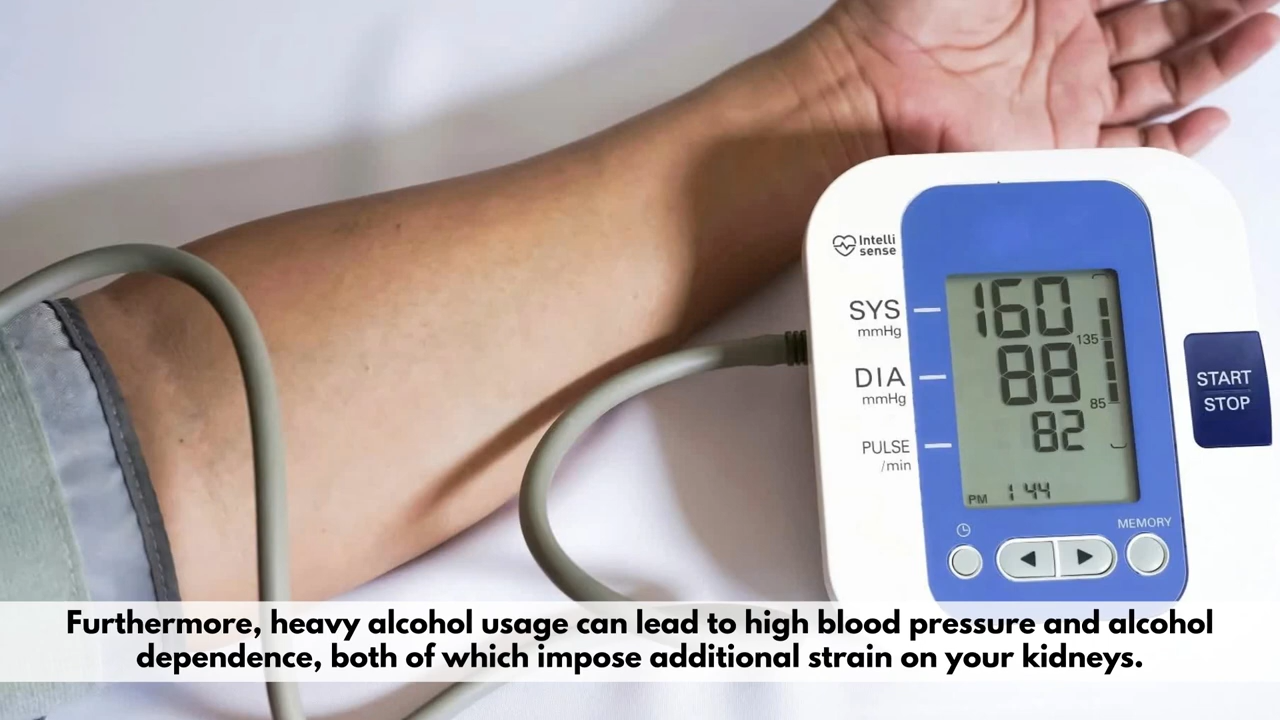 Intelli
sense
SYS
mmHg
160
135
DIA
mmHg
88
85
PULSE
/min
82
PM 1:44
START
STOP
MEMORY
Furthermore, heavy alcohol usage can lead to high blood pressure and alcohol
dependence, both of which impose additional strain on your kidneys.